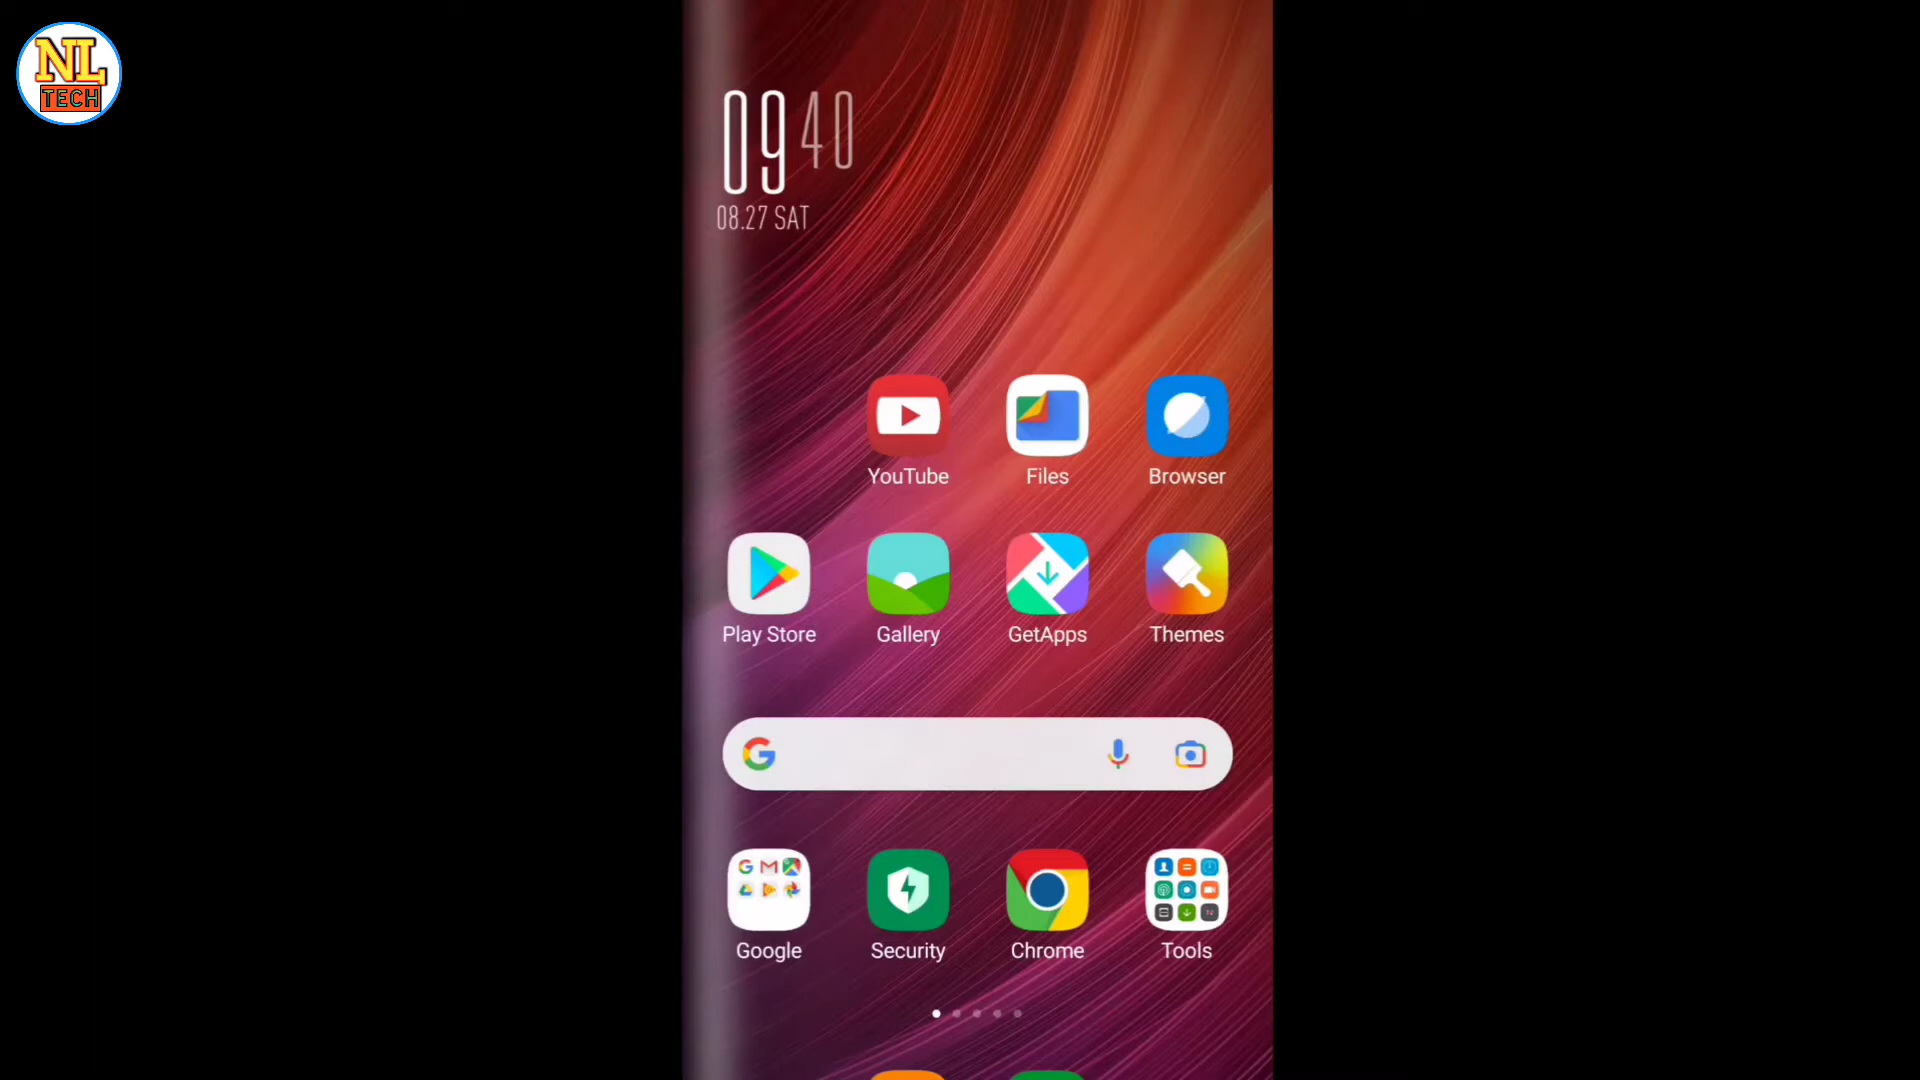 NL
TECH
09 40
08.27 SAT
YouTube
Files
Browser
Play Store
Gallery
GetApps
Themes
Google
Security
Chrome
Tools